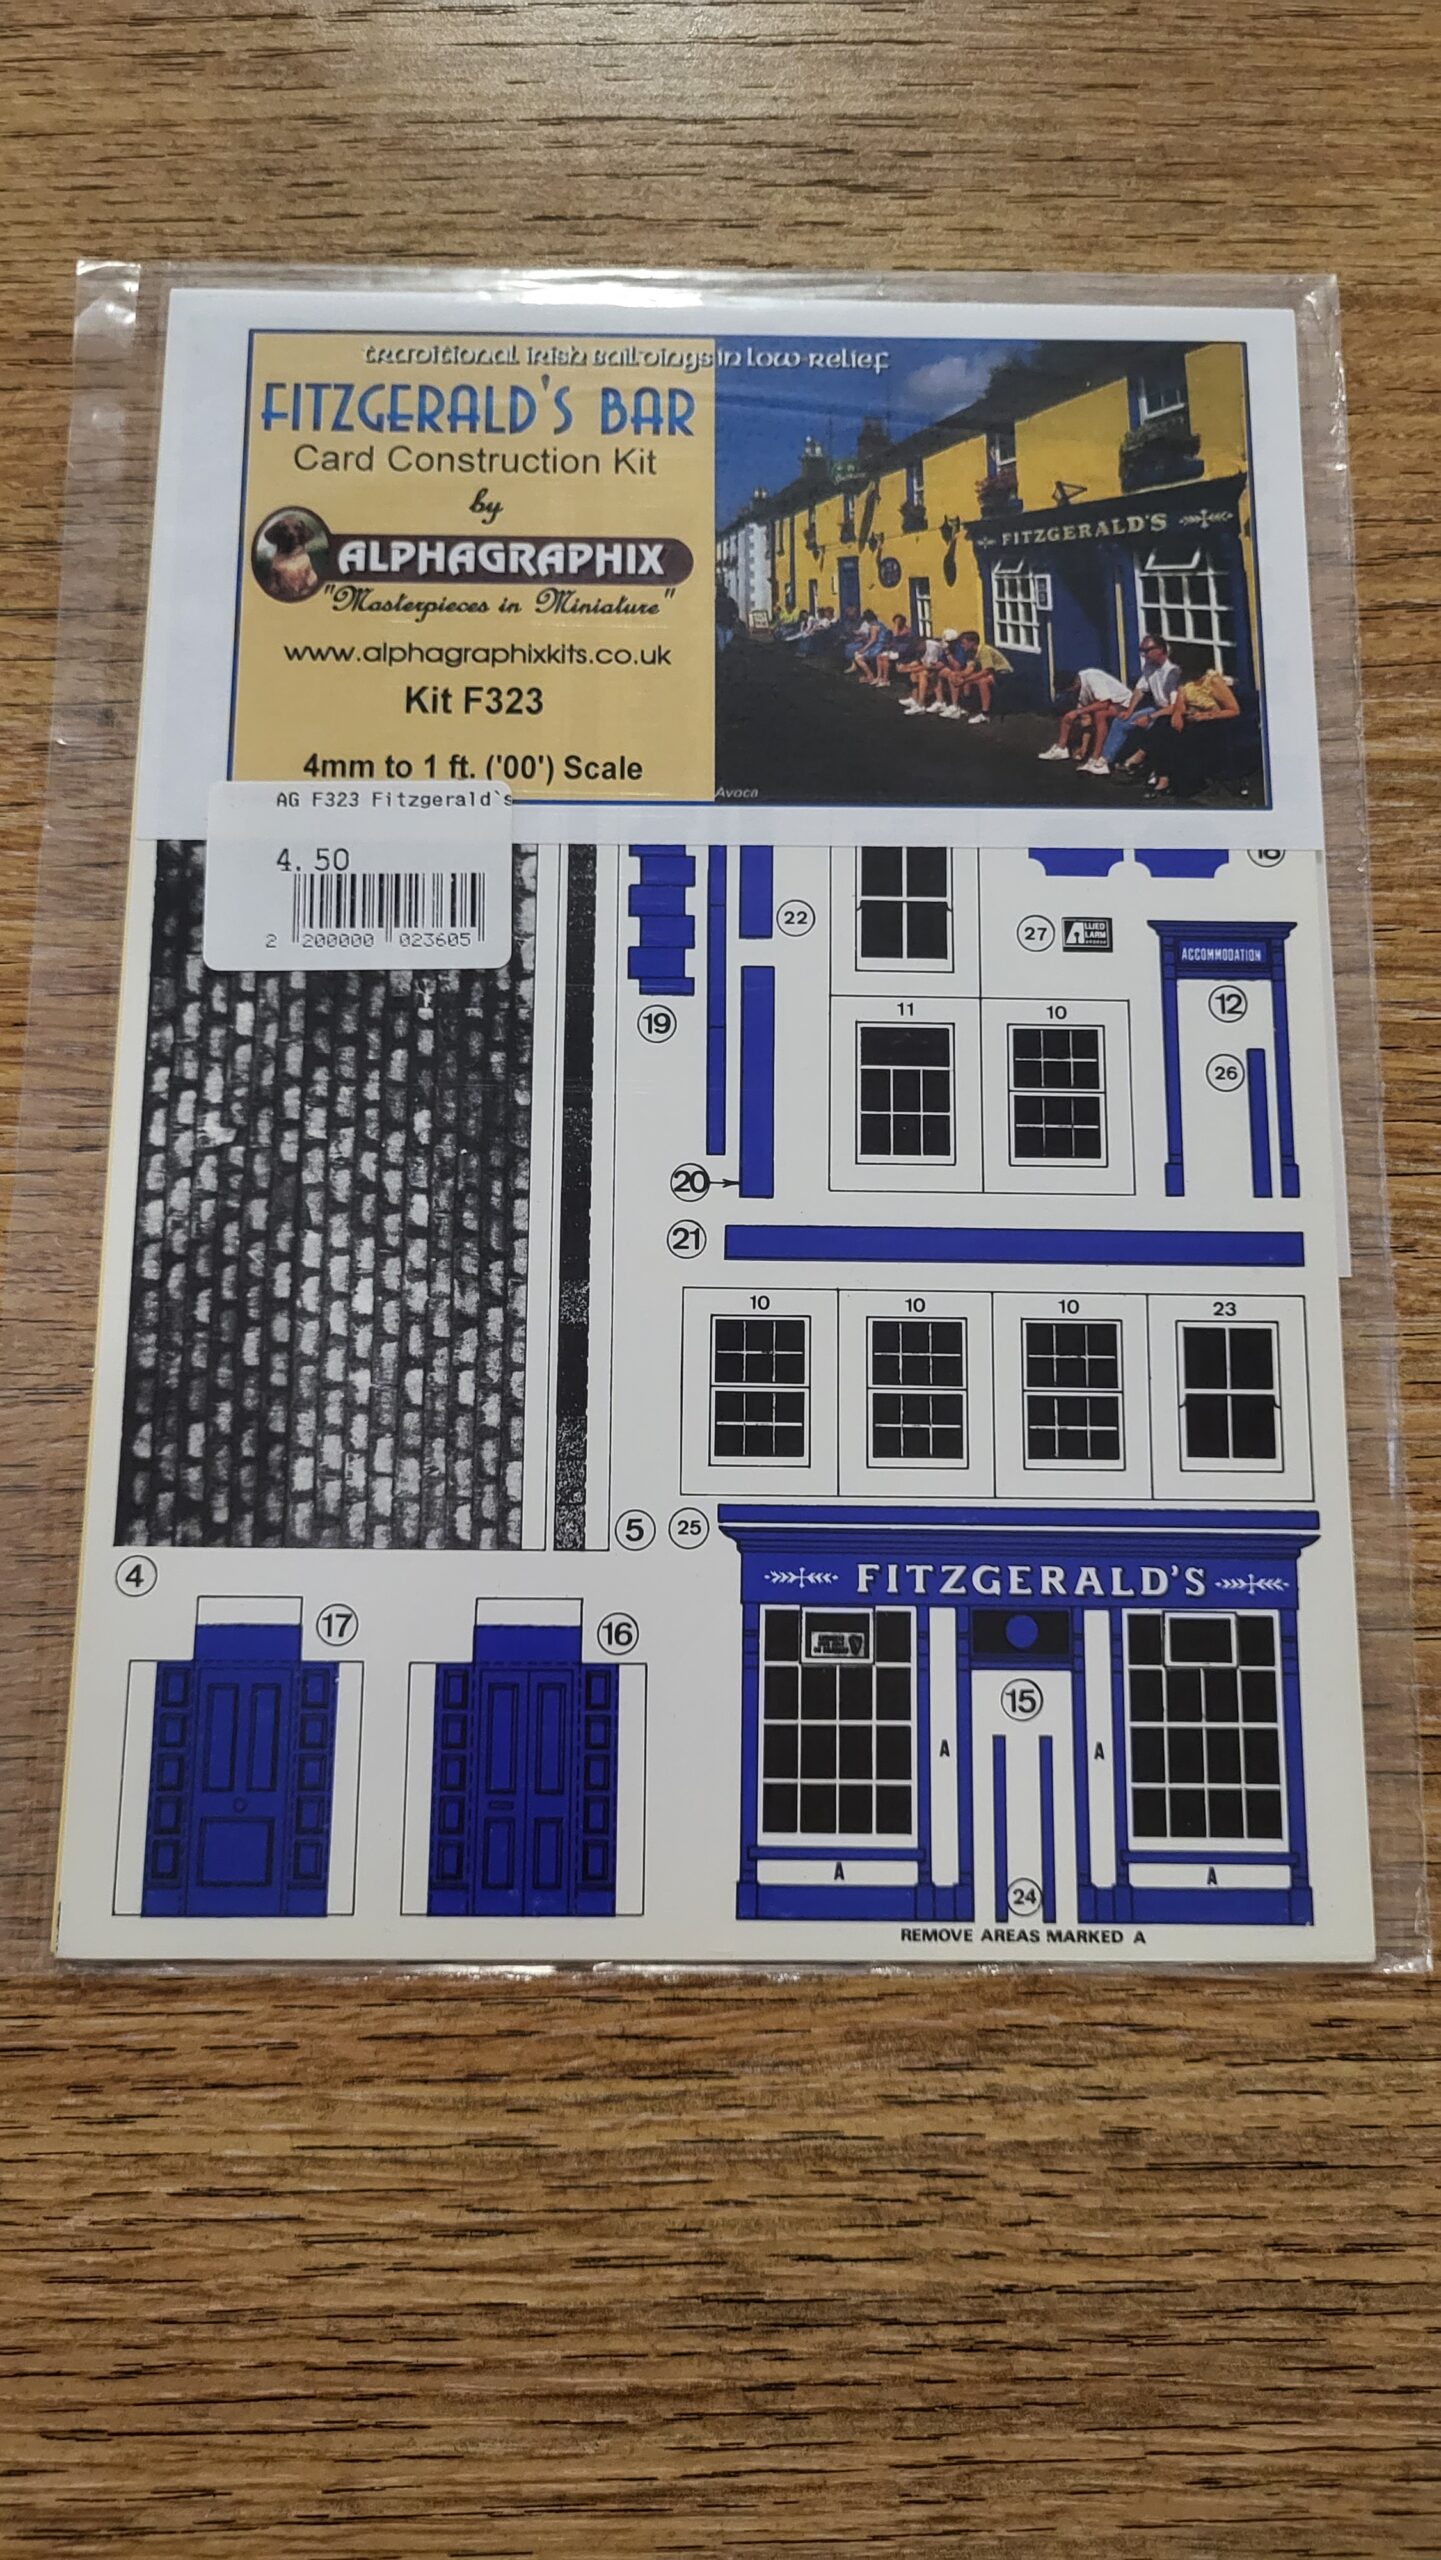 traditional irish buildings in low-relief
FITZGERALD'S BAR
Card Construction Kit
by
ALPHAGRAPHIX
"Masterpieces in Miniature"
www.alphagraphixkits.co.uk
Kit F323
4mm to 1 ft. ('00') Scale
FITZGERALD'S
Avoca
AG F323 Fitzgerald`s
4.50
2 200000 023605
22
27
ACCOMMODATION
12
19
11
10
26
20
21
10
10
10
23
5
25
4
17
16
FITZGERALD'S
15
A
A
A
A
24
REMOVE AREAS MARKED A